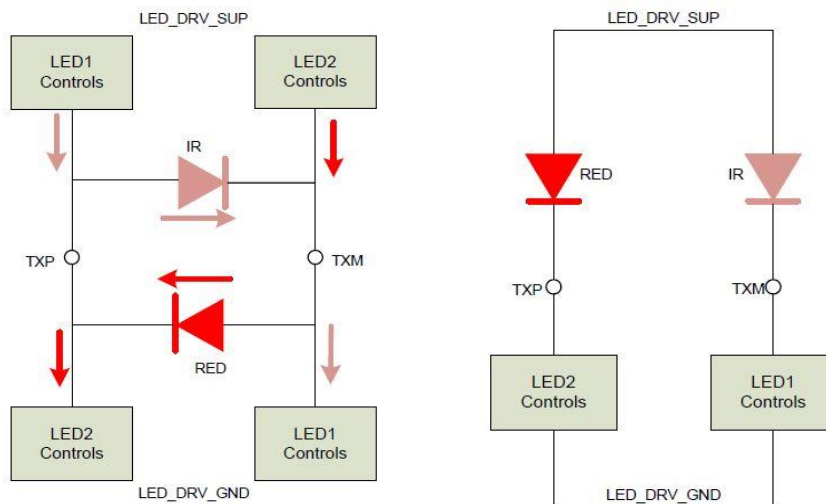 LED_DRV_SUP
LED1
Controls
LED2
Controls
IR
TXP
TXM
RED
LED2
Controls
LED1
Controls
LED_DRV_GND
LED_DRV_SUP
RED
IR
TXP
TXM
LED2
Controls
LED1
Controls
LED_DRV_GND